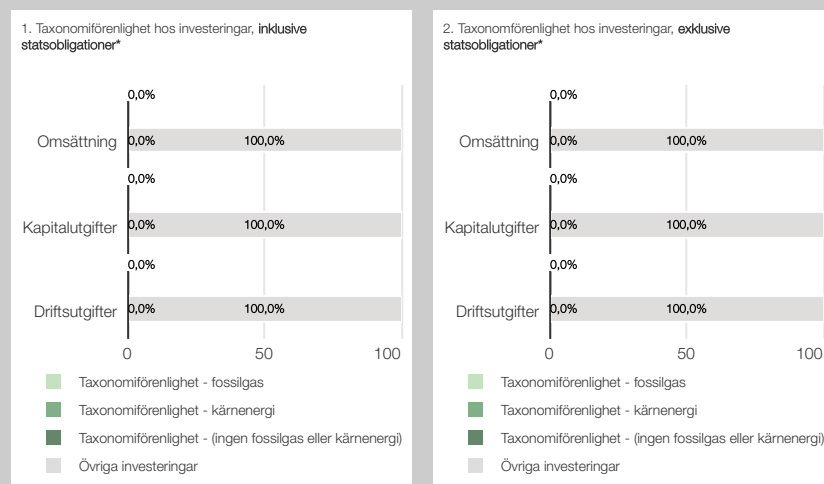 1. Taxonomiförenlighet hos investeringar, inklusive
statsobligationer*
0,0%
Omsättning 0,0% 100,0%
0,0%
Kapitalutgifter 0,0% 100,0%
0,0%
Driftsutgifter 0,0% 100,0%
0 50 100
Taxonomiförenlighet - fossilgas
Taxonomiförenlighet - kärnenergi
Taxonomiförenlighet - (ingen fossilgas eller kärnenergi)
Övriga investeringar
2. Taxonomförenlighet hos investeringar, exklusive
statsobligationer*
0,0%
Omsättning 0,0% 100,0%
0,0%
Kapitalutgifter 0,0% 100,0%
0,0%
Driftsutgifter 0,0% 100,0%
0 50 100
Taxonomiförenlighet - fossilgas
Taxonomiförenlighet - kärnenergi
Taxonomiförenlighet - (ingen fossilgas eller kärnenergi)
Övriga investeringar